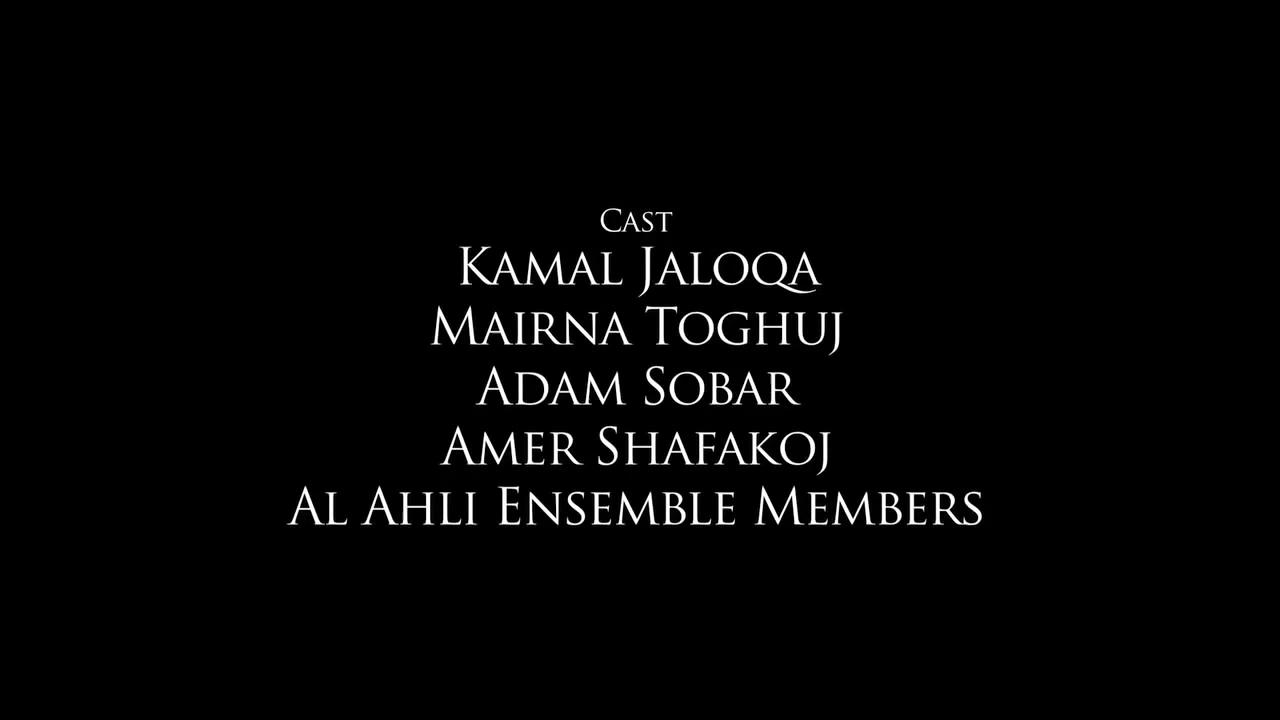 Cast
Kamal Jaloqa
Mairna Toghuj
Adam Sobar
Amer Shafakoj
Al Ahli Ensemble Members